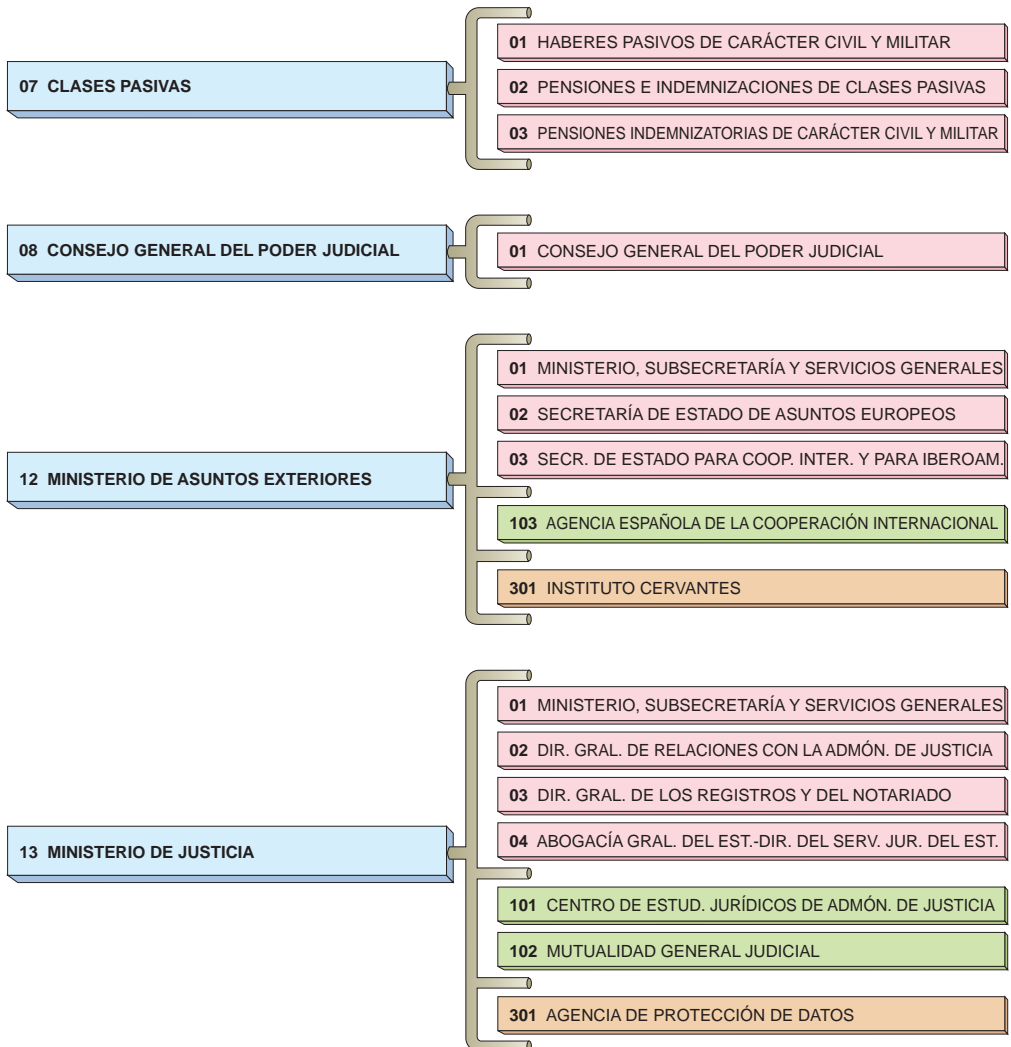 07 CLASES PASIVAS
01 HABERES PASIVOS DE CARÁCTER CIVIL Y MILITAR
02 PENSIONES E INDEMNIZACIONES DE CLASES PASIVAS
03 PENSIONES INDEMNIZATORIAS DE CARÁCTER CIVIL Y MILITAR
08 CONSEJO GENERAL DEL PODER JUDICIAL
01 CONSEJO GENERAL DEL PODER JUDICIAL
12 MINISTERIO DE ASUNTOS EXTERIORES
01 MINISTERIO, SUBSECRETARÍA Y SERVICIOS GENERALES
02 SECRETARÍA DE ESTADO DE ASUNTOS EUROPEOS
03 SECR. DE ESTADO PARA COOP. INTER. Y PARA IBEROAM.
103 AGENCIA ESPAÑOLA DE LA COOPERACIÓN INTERNACIONAL
301 INSTITUTO CERVANTES
13 MINISTERIO DE JUSTICIA
01 MINISTERIO, SUBSECRETARÍA Y SERVICIOS GENERALES
02 DIR. GRAL. DE RELACIONES CON LA ADMÓN. DE JUSTICIA
03 DIR. GRAL. DE LOS REGISTROS Y DEL NOTARIADO
04 ABOGACÍA GRAL. DEL EST.-DIR. DEL SERV. JUR. DEL EST.
101 CENTRO DE ESTUD. JURÍDICOS DE ADMÓN. DE JUSTICIA
102 MUTUALIDAD GENERAL JUDICIAL
301 AGENCIA DE PROTECCIÓN DE DATOS